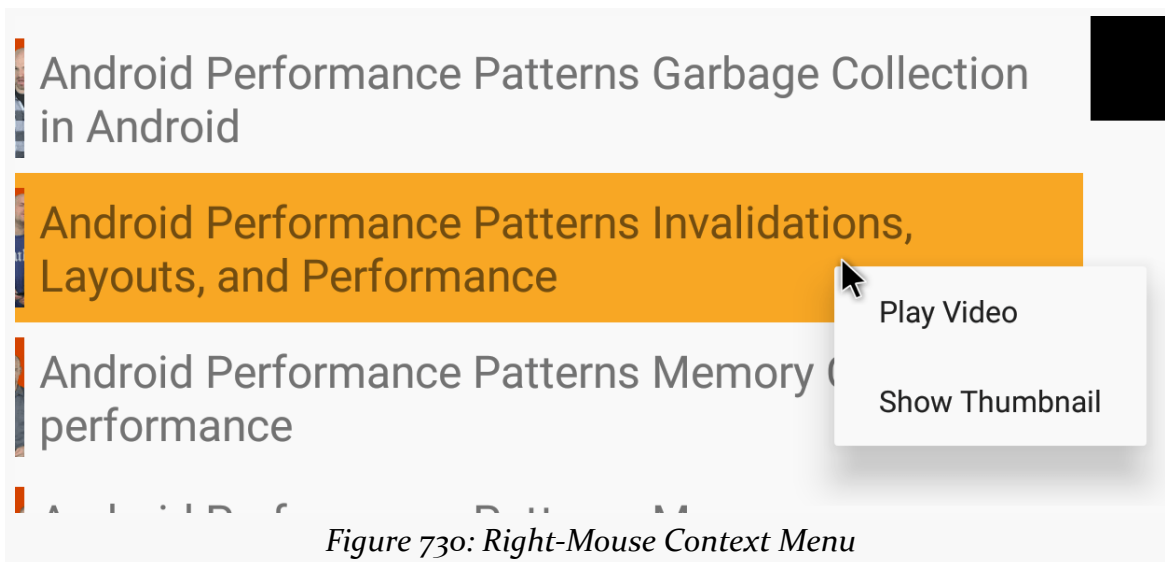 Android Performance Patterns Garbage Collection
in Android
Android Performance Patterns Invalidations,
Layouts, and Performance
Play Video
Android Performance Patterns Memory
performance
Show Thumbnail
Figure 730: Right-Mouse Context Menu